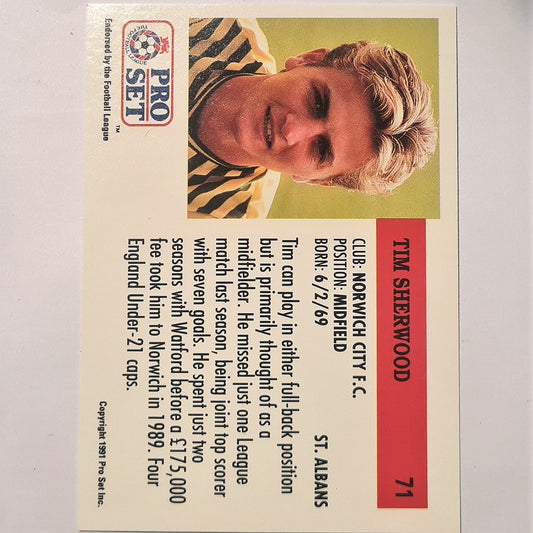 PRO
SET
THE FOOTBALL LEAGUE
Endorsed by the Football League
TM
TIM SHERWOOD 71
CLUB: NORWICH CITY F.C.
POSITION: MIDFIELD
BORN: 6/2/69 ST. ALBANS
Tim can play in either full-back position
but is primarily thought of as a
midfielder. He missed just one League
match last season, being joint top scorer
with seven goals. He spent just two
seasons with Watford before a £175,000
fee took him to Norwich in 1989. Four
England Under-21 caps.
Copyright 1991 Pro Set Inc.